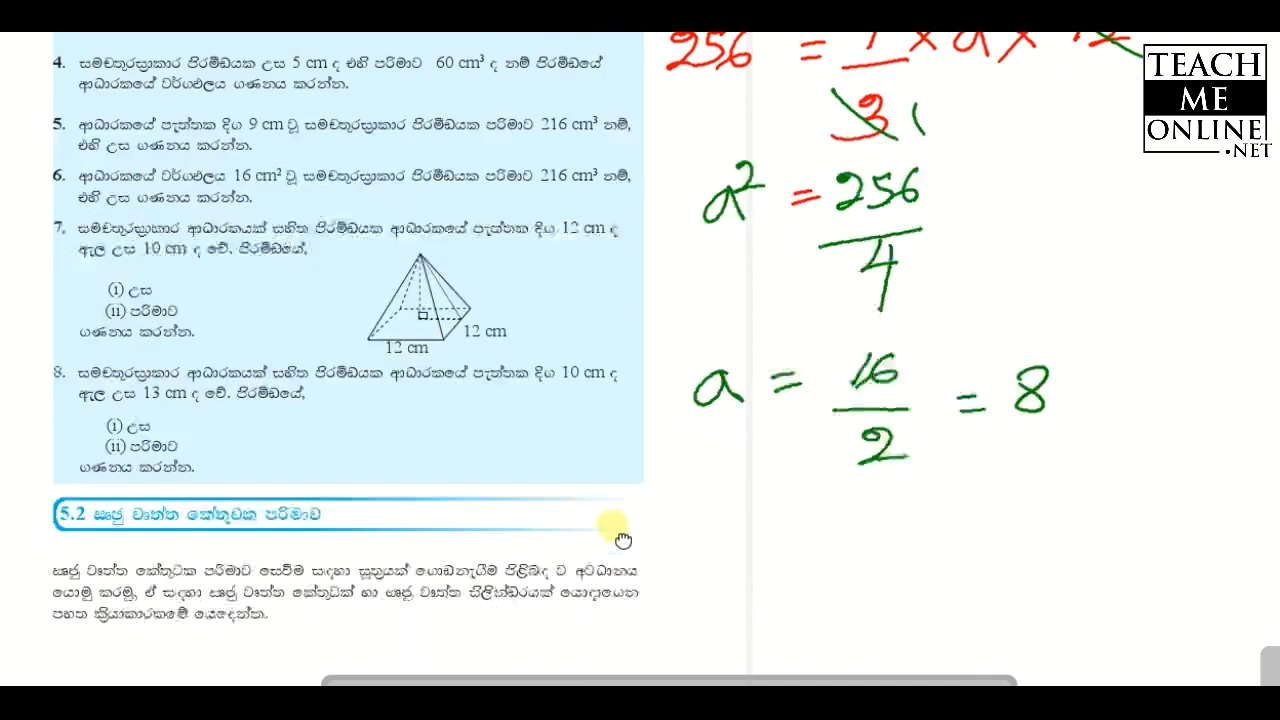 4. සමචතුරස්‍රාකාර පිරමීඩයක උස 5 cm ද එහි පරිමාව 60 cm³ ද නම් පිරමීඩයේ
ආධාරකයේ වර්ගඵලය ගණනය කරන්න.
5. ආධාරකයේ පැත්තක දිග 9 cm වූ සමචතුරස්‍රාකාර පිරමීඩයක පරිමාව 216 cm³ නම්,
එහි උස ගණනය කරන්න.
6. ආධාරකයේ වර්ගඵලය 16 cm² වූ සමචතුරස්‍රාකාර පිරමීඩයක පරිමාව 216 cm³ නම්,
එහි උස ගණනය කරන්න.
7. සමචතුරස්‍රාකාර ආධාරකයක් සහිත පිරමීඩයක ආධාරකයේ පැත්තක දිග 12 cm ද
ඇල උස 10 cm ද වේ. පිරමීඩයේ,
(i) උස
(ii) පරිමාව
ගණනය කරන්න.
12 cm
12 cm
8. සමචතුරස්‍රාකාර ආධාරකයක් සහිත පිරමීඩයක ආධාරකයේ පැත්තක දිග 10 cm ද
ඇල උස 13 cm ද වේ. පිරමීඩයේ,
(i) උස
(ii) පරිමාව
ගණනය කරන්න.
5.2 සෘජු වෘත්ත කේතුවක පරිමාව
සෘජු වෘත්ත කේතුවක පරිමාව සෙවීම සඳහා සූත්‍රයක් ගොඩනැගීම පිළිබඳ ව අවධානය
යොමු කරමු. ඒ සඳහා සෘජු වෘත්ත කේතුවක් හා සෘජු වෘත්ත සිලින්ඩරයක් යොදාගෙන
පහත ක්‍රියාකාරකමේ යෙදෙන්න.
256 = 1 × a × 12
3 1
a² = 256
4
a = 16 = 8
2
TEACH
ME
ONLINE
.NET